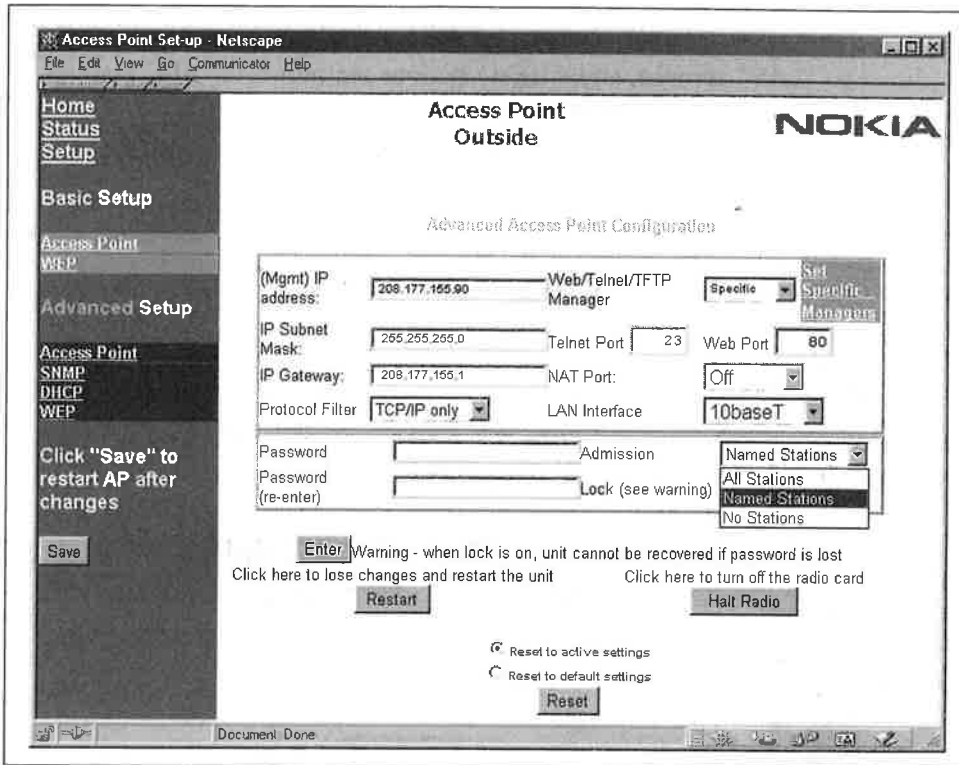 Access Point Set-up - Netscape
File Edit View Go Communicator Help
Home
Status
Setup
Basic Setup
Access Point
WEP
Advanced Setup
Access Point
SNMP
DHCP
WEP
Click "Save" to
restart AP after
changes
Save
Access Point
Outside
NOKIA
Advanced Access Point Configuration
(Mgmt) IP
address:
208.177.155.90
Web/Telnet/TFTP
Manager
Specific
Set
Specific
Managers
IP Subnet
Mask:
255.255.255.0
Telnet Port
23
Web Port
80
IP Gateway:
208.177.155.1
NAT Port:
Off
Protocol Filter
TCP/IP only
LAN Interface
10baseT
Password
Admission
Named Stations
Password
(re-enter)
Lock (see warning)
All Stations
Named Stations
No Stations
Enter
Warning - when lock is on, unit cannot be recovered if password is lost
Click here to lose changes and restart the unit
Click here to turn off the radio card
Restart
Halt Radio
Reset to active settings
Reset to default settings
Reset
Document Done